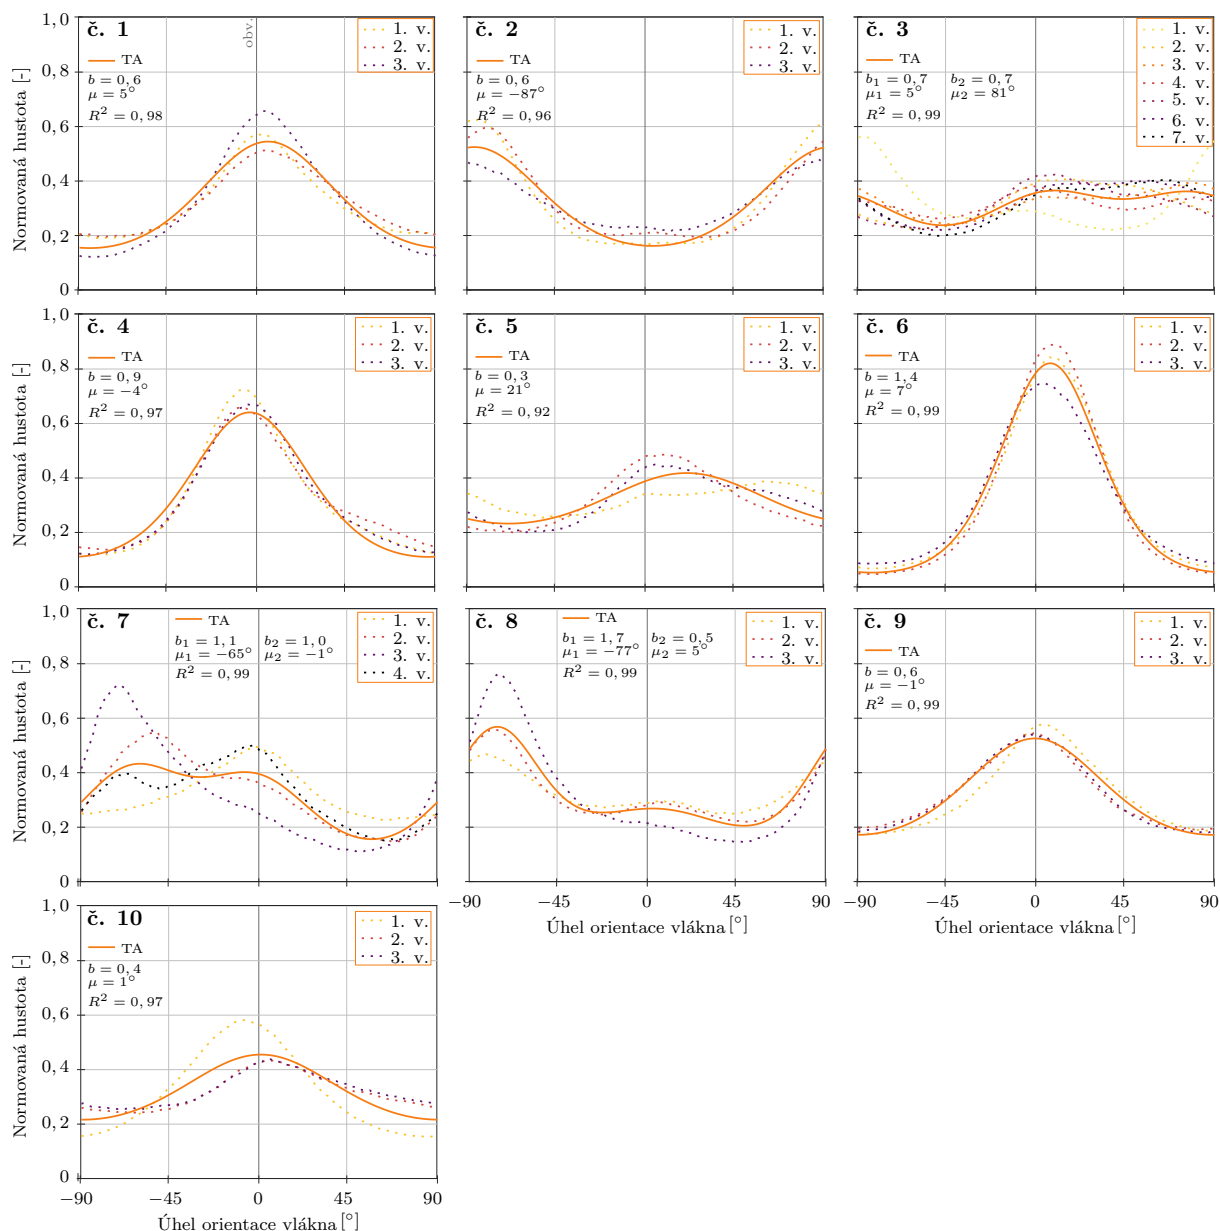 č. 1
TA
b = 0, 6
μ = 5°
R² = 0, 98
obv.
1. v.
2. v.
3. v.
1, 0
0, 8
0, 6
0, 4
0, 2
0
Normovaná hustota [-]
č. 2
TA
b = 0, 6
μ = −87°
R² = 0, 96
1. v.
2. v.
3. v.
č. 3
TA
b₁ = 0, 7 b₂ = 0, 7
μ₁ = 5° μ₂ = 81°
R² = 0, 99
1. v.
2. v.
3. v.
4. v.
5. v.
6. v.
7. v.
č. 4
TA
b = 0, 9
μ = −4°
R² = 0, 97
1. v.
2. v.
3. v.
1, 0
0, 8
0, 6
0, 4
0, 2
0
Normovaná hustota [-]
č. 5
TA
b = 0, 3
μ = 21°
R² = 0, 92
1. v.
2. v.
3. v.
č. 6
TA
b = 1, 4
μ = 7°
R² = 0, 99
1. v.
2. v.
3. v.
č. 7
TA
b₁ = 1, 1 b₂ = 1, 0
μ₁ = −65° μ₂ = −1°
R² = 0, 99
1. v.
2. v.
3. v.
4. v.
1, 0
0, 8
0, 6
0, 4
0, 2
0
Normovaná hustota [-]
č. 8
TA
b₁ = 1, 7 b₂ = 0, 5
μ₁ = −77° μ₂ = 5°
R² = 0, 99
1. v.
2. v.
3. v.
−90 −45 0 45 90
Úhel orientace vlákna [°]
č. 9
TA
b = 0, 6
μ = −1°
R² = 0, 99
1. v.
2. v.
3. v.
−90 −45 0 45 90
Úhel orientace vlákna [°]
č. 10
TA
b = 0, 4
μ = 1°
R² = 0, 97
1. v.
2. v.
3. v.
1, 0
0, 8
0, 6
0, 4
0, 2
0
Normovaná hustota [-]
−90 −45 0 45 90
Úhel orientace vlákna [°]